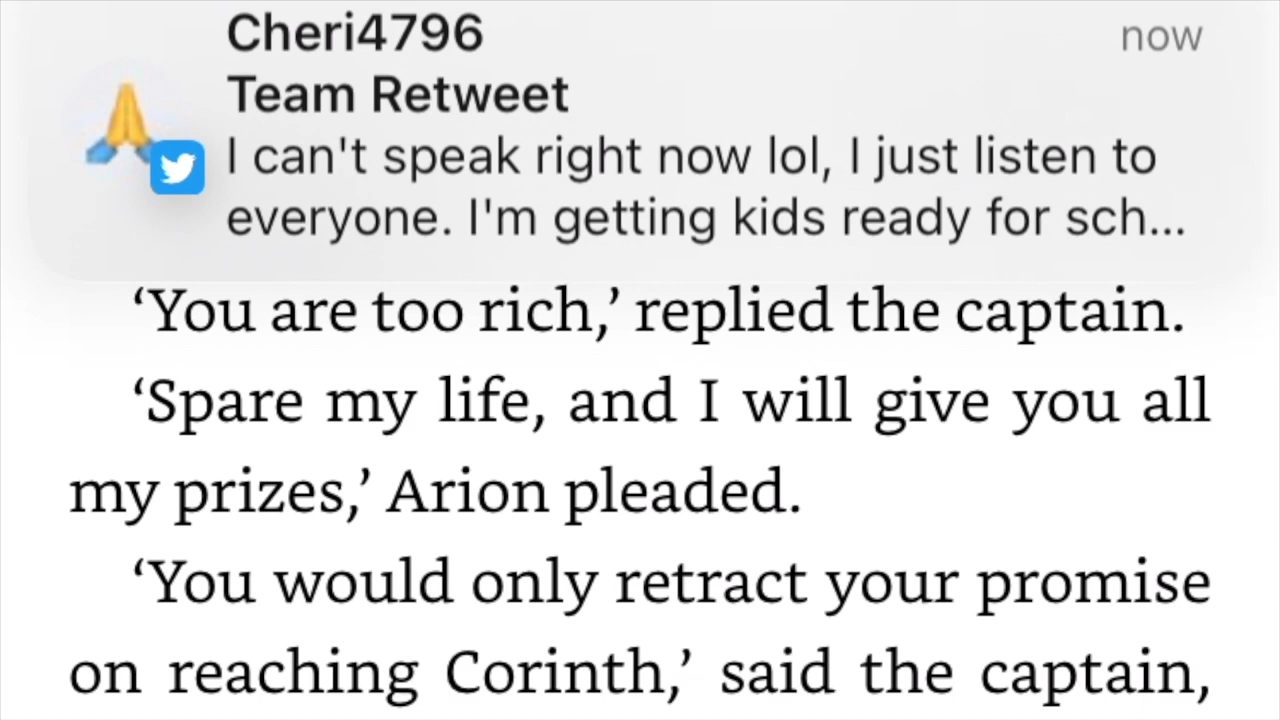 Cheri4796
now
Team Retweet
I can't speak right now lol, I just listen to
everyone. I'm getting kids ready for sch...
‘You are too rich,’ replied the captain.
‘Spare my life, and I will give you all
my prizes,’ Arion pleaded.
‘You would only retract your promise
on reaching Corinth,’ said the captain,